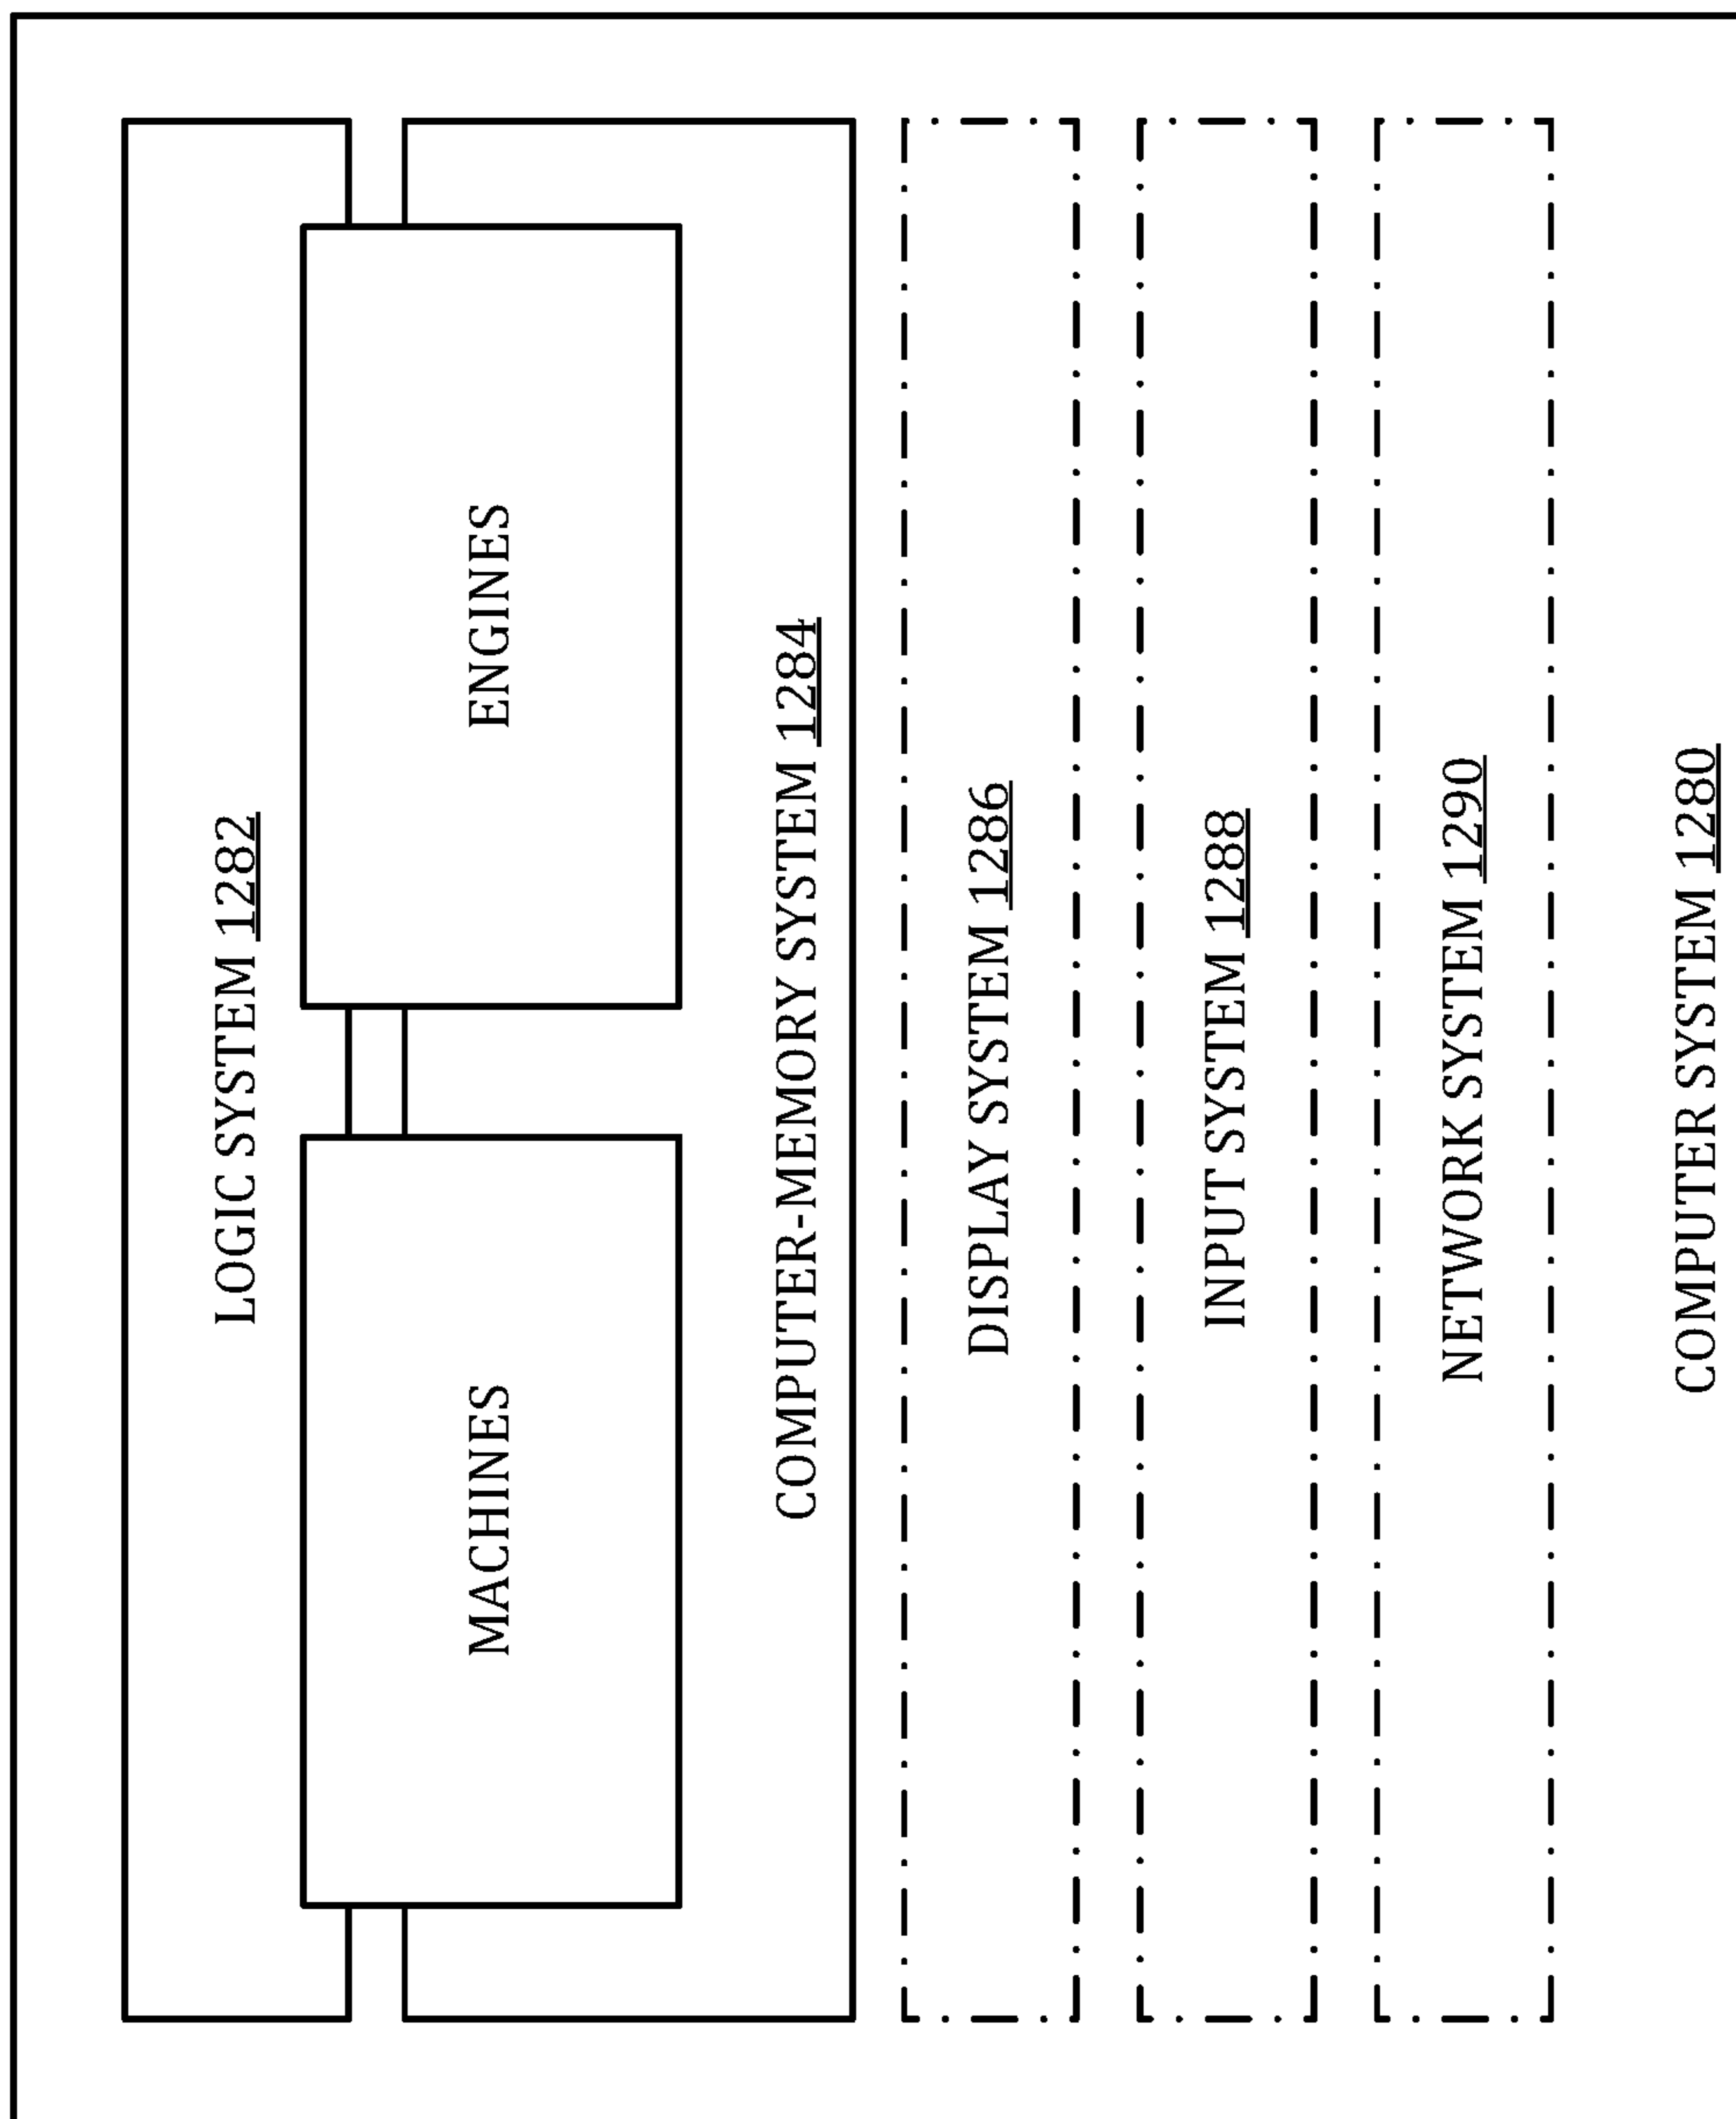 LOGIC SYSTEM 1282
MACHINES
ENGINES
COMPUTER-MEMORY SYSTEM 1284
DISPLAY SYSTEM 1286
INPUT SYSTEM 1288
NETWORK SYSTEM 1290
COMPUTER SYSTEM 1280